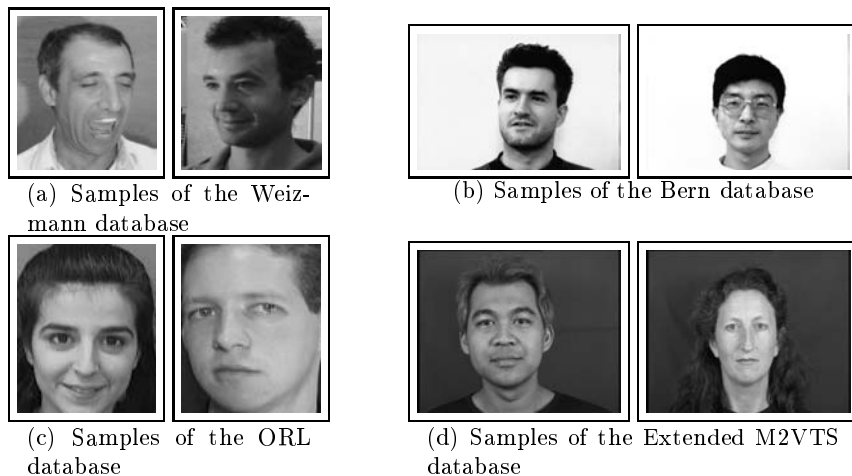 (a) Samples of the Weiz-
mann database
(b) Samples of the Bern database
(c) Samples of the ORL
database
(d) Samples of the Extended M2VTS
database